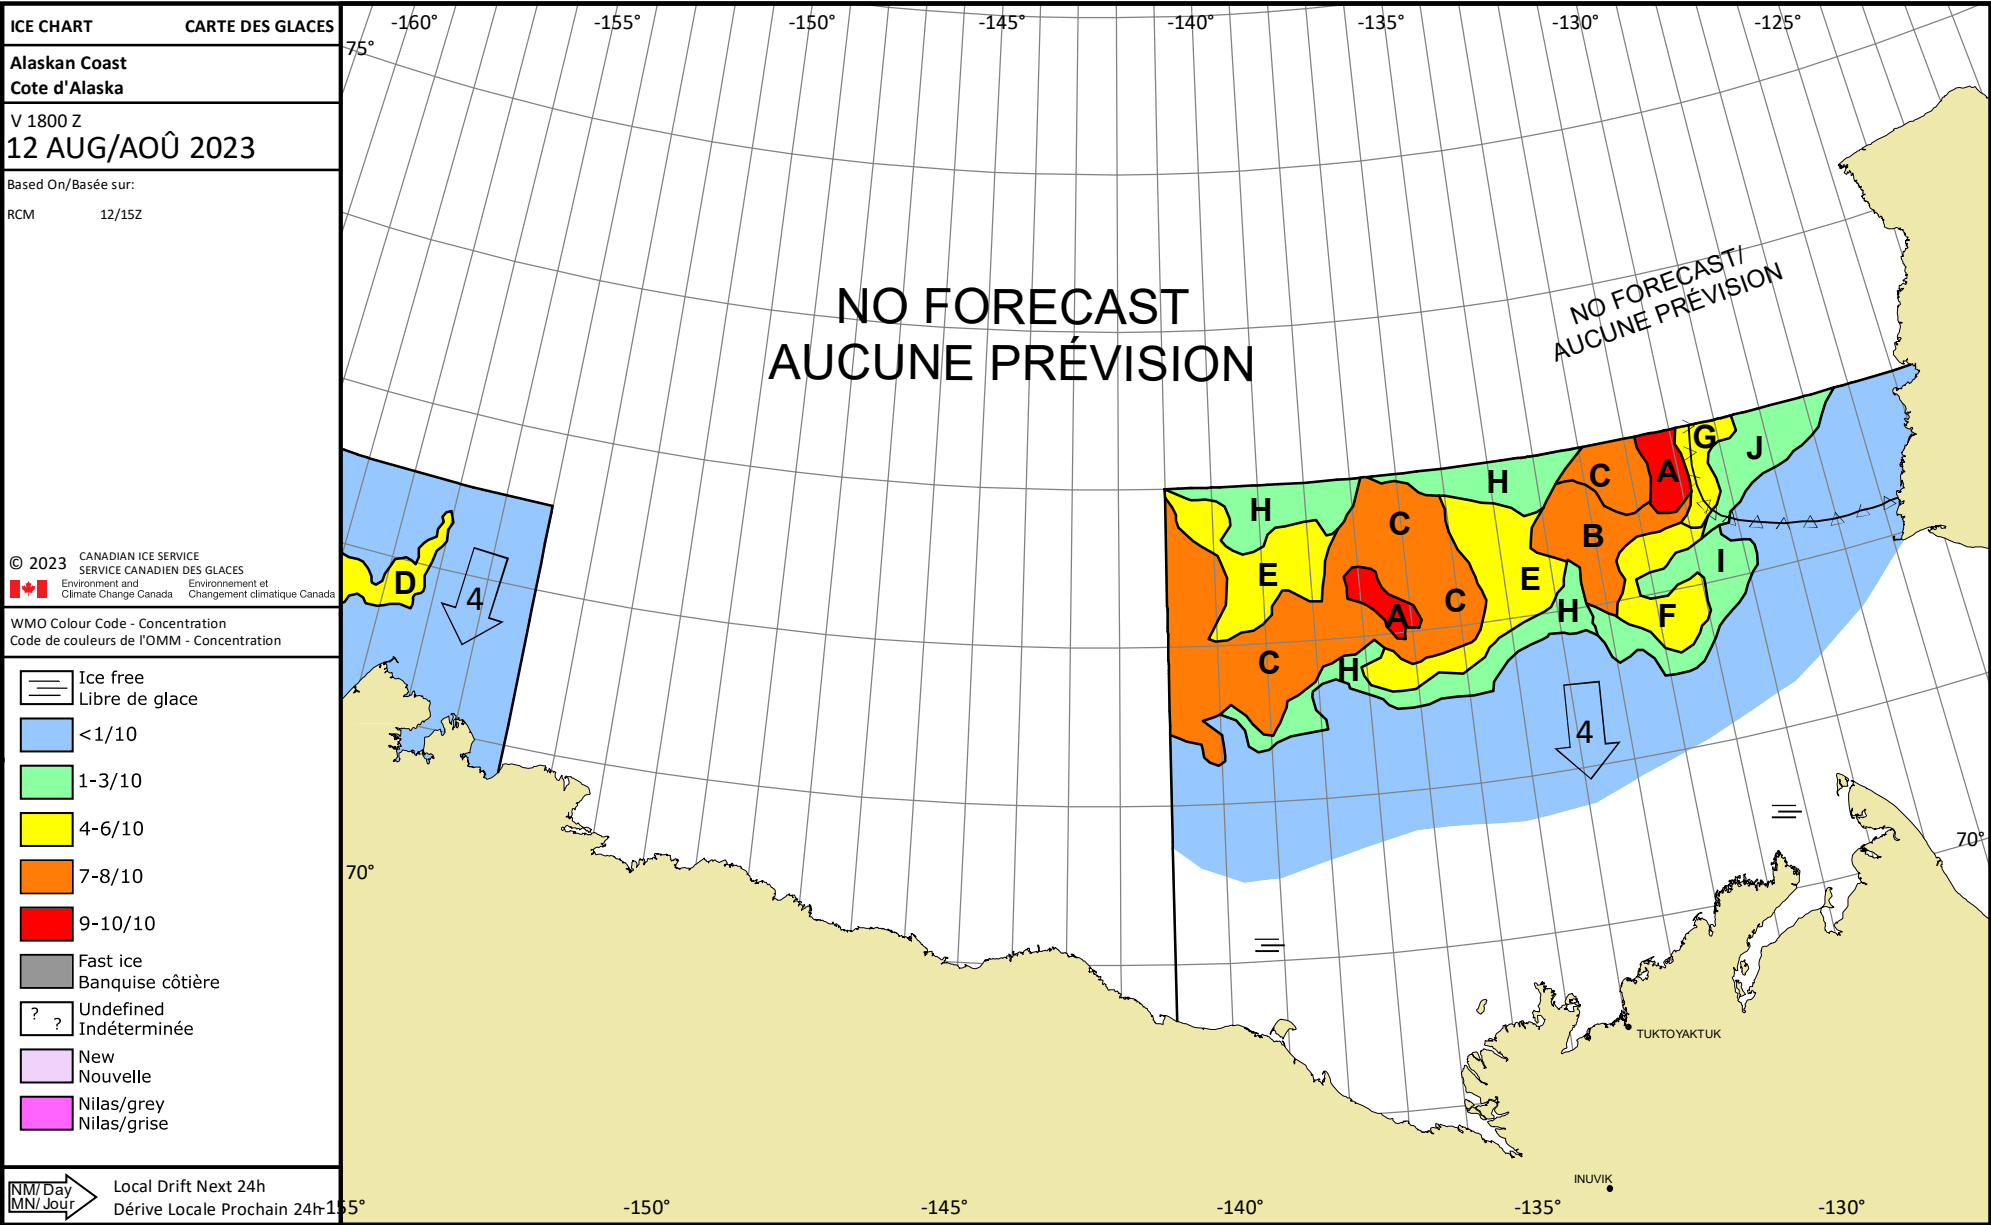 ICE CHART CARTE DES GLACES
Alaskan Coast
Cote d'Alaska
V 1800 Z
12 AUG/AOÛ 2023
Based On/Basée sur:
RCM 12/15Z
© 2023 CANADIAN ICE SERVICE
SERVICE CANADIEN DES GLACES
Environment and Environnement et
Climate Change Canada Changement climatique Canada
WMO Colour Code - Concentration
Code de couleurs de l'OMM - Concentration
Ice free
Libre de glace
<1/10
1-3/10
4-6/10
7-8/10
9-10/10
Fast ice
Banquise côtière
? ? Undefined
Indéterminée
New
Nouvelle
Nilas/grey
Nilas/grise
NM/Day
MN/Jour
Local Drift Next 24h
Dérive Locale Prochain 24h
-160° -155° -150° -145° -140° -135° -130° -125°
75°
NO FORECAST
AUCUNE PRÉVISION
NO FORECAST/
AUCUNE PRÉVISION
G
J
C
A
H
H
C
B
I
E
E
D
4
C
A
H
F
C
H
4
70°
70°
TUKTOYAKTUK
INUVIK
-155° -150° -145° -140° -135° -130°